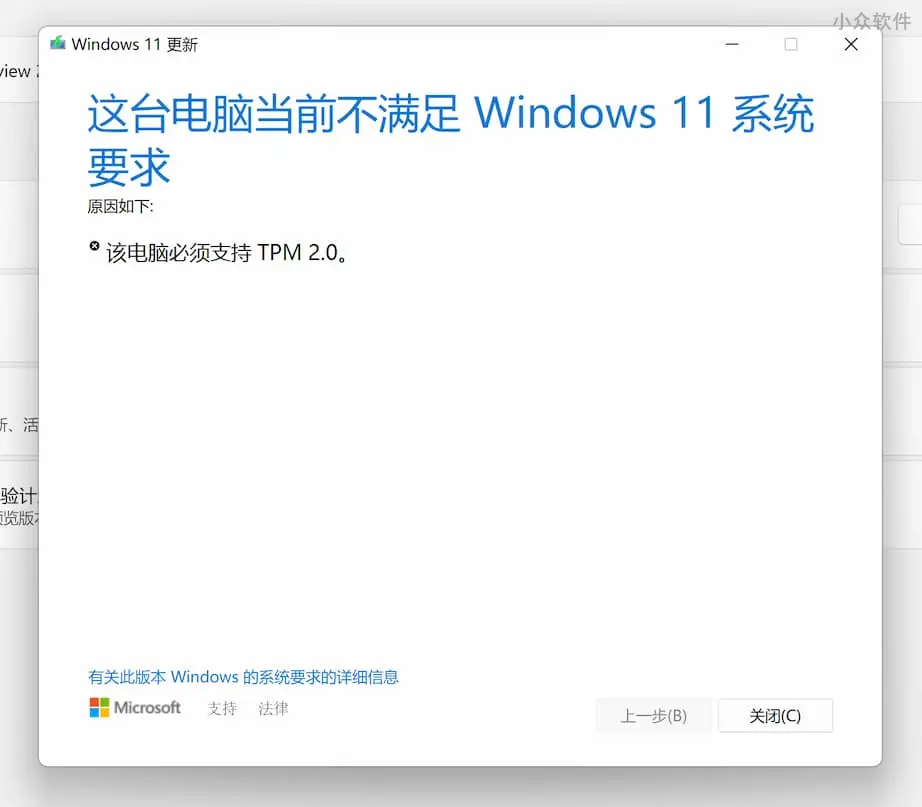 小众软件
Windows 11 更新
view 2
这台电脑当前不满足 Windows 11 系统
要求
原因如下:
该电脑必须支持 TPM 2.0。
新、活
验计
预览版本
有关此版本 Windows 的系统要求的详细信息
Microsoft 支持 法律
上一步(B) 关闭(C)